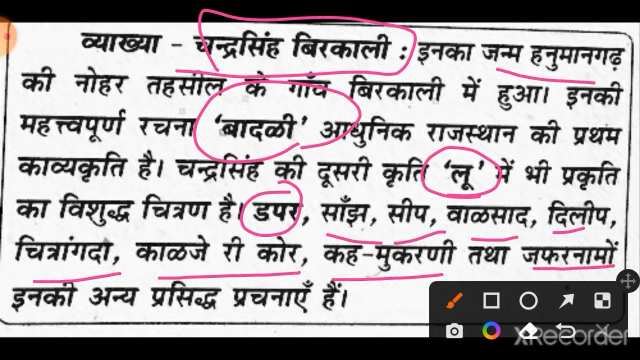 व्याख्या - चन्द्रसिंह बिरकाली : इनका जन्म हनुमानगढ़
की नोहर तहसील के गाँव बिरकाली में हुआ। इनकी
महत्त्वपूर्ण रचना ‘बादळी’ आधुनिक राजस्थान की प्रथम
काव्यकृति है। चन्द्रसिंह की दूसरी कृति ‘लू’ में भी प्रकृति
का विशुद्ध चित्रण है। डपर, साँझ, सीप, वाळसाद, दिलीप,
चित्रांगदा, काळजे री कोर, कह-मुकरणी तथा जफरनामों
इनकी अन्य प्रसिद्ध प्रचनाएँ हैं।
XRecorder